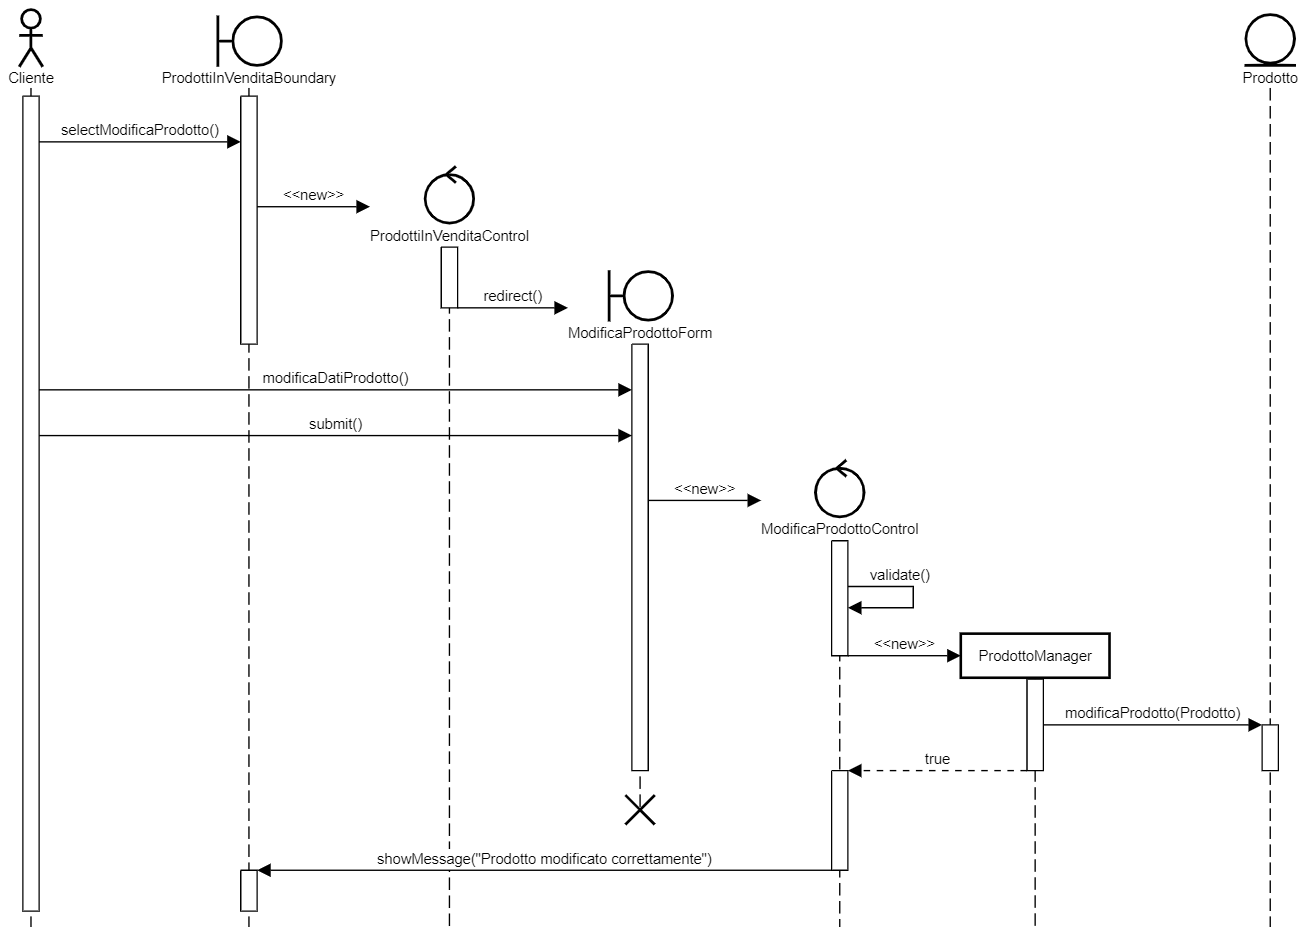 Cliente
ProdottiInVenditaBoundary
Prodotto
selectModificaProdotto()
<<new>>
ProdottiInVenditaControl
redirect()
ModificaProdottoForm
modificaDatiProdotto()
submit()
<<new>>
ModificaProdottoControl
validate()
<<new>>
ProdottoManager
modificaProdotto(Prodotto)
true
showMessage("Prodotto modificato correttamente")